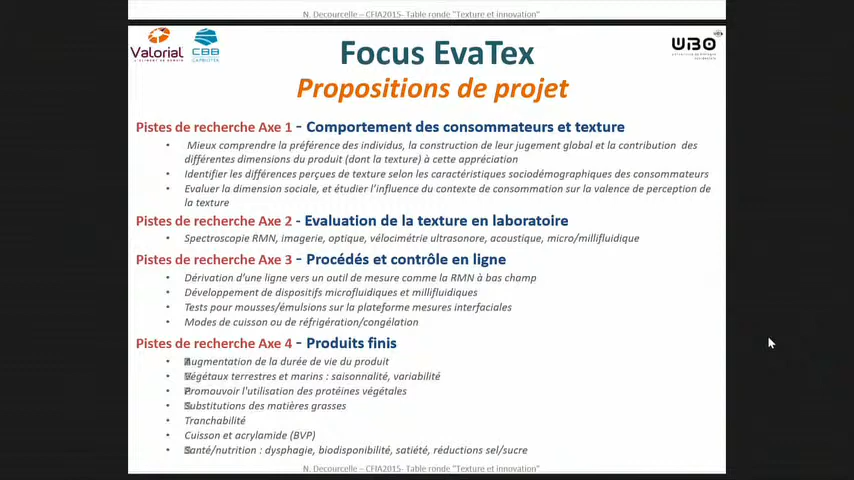 N. Decourcelle – CFIA2015- Table ronde "Texture et innovation"
Valorial
L'ALIMENT DE DEMAIN
CBB
CAPBIOTEK
UBO
Focus EvaTex
Propositions de projet
Pistes de recherche Axe 1 - Comportement des consommateurs et texture
• Mieux comprendre la préférence des individus, la construction de leur jugement global et la contribution des
différentes dimensions du produit (dont la texture) à cette appréciation
• Identifier les différences perçues de texture selon les caractéristiques sociodémographiques des consommateurs
• Evaluer la dimension sociale, et étudier l'influence du contexte de consommation sur la valence de perception de
la texture
Pistes de recherche Axe 2 - Evaluation de la texture en laboratoire
• Spectroscopie RMN, imagerie, optique, vélocimétrie ultrasonore, acoustique, micro/millifluidique
Pistes de recherche Axe 3 - Procédés et contrôle en ligne
• Dérivation d'une ligne vers un outil de mesure comme la RMN à bas champ
• Développement de dispositifs microfluidiques et millifluidiques
• Tests pour mousses/émulsions sur la plateforme mesures interfaciales
• Modes de cuisson ou de réfrigération/congélation
Pistes de recherche Axe 4 - Produits finis
• Augmentation de la durée de vie du produit
• Végétaux terrestres et marins : saisonnalité, variabilité
• Promouvoir l'utilisation des protéines végétales
• Substitutions des matières grasses
• Tranchabilité
• Cuisson et acrylamide (BVP)
• Santé/nutrition : dysphagie, biodisponibilité, satiété, réductions sel/sucre
N. Decourcelle – CFIA2015- Table ronde "Texture et innovation"